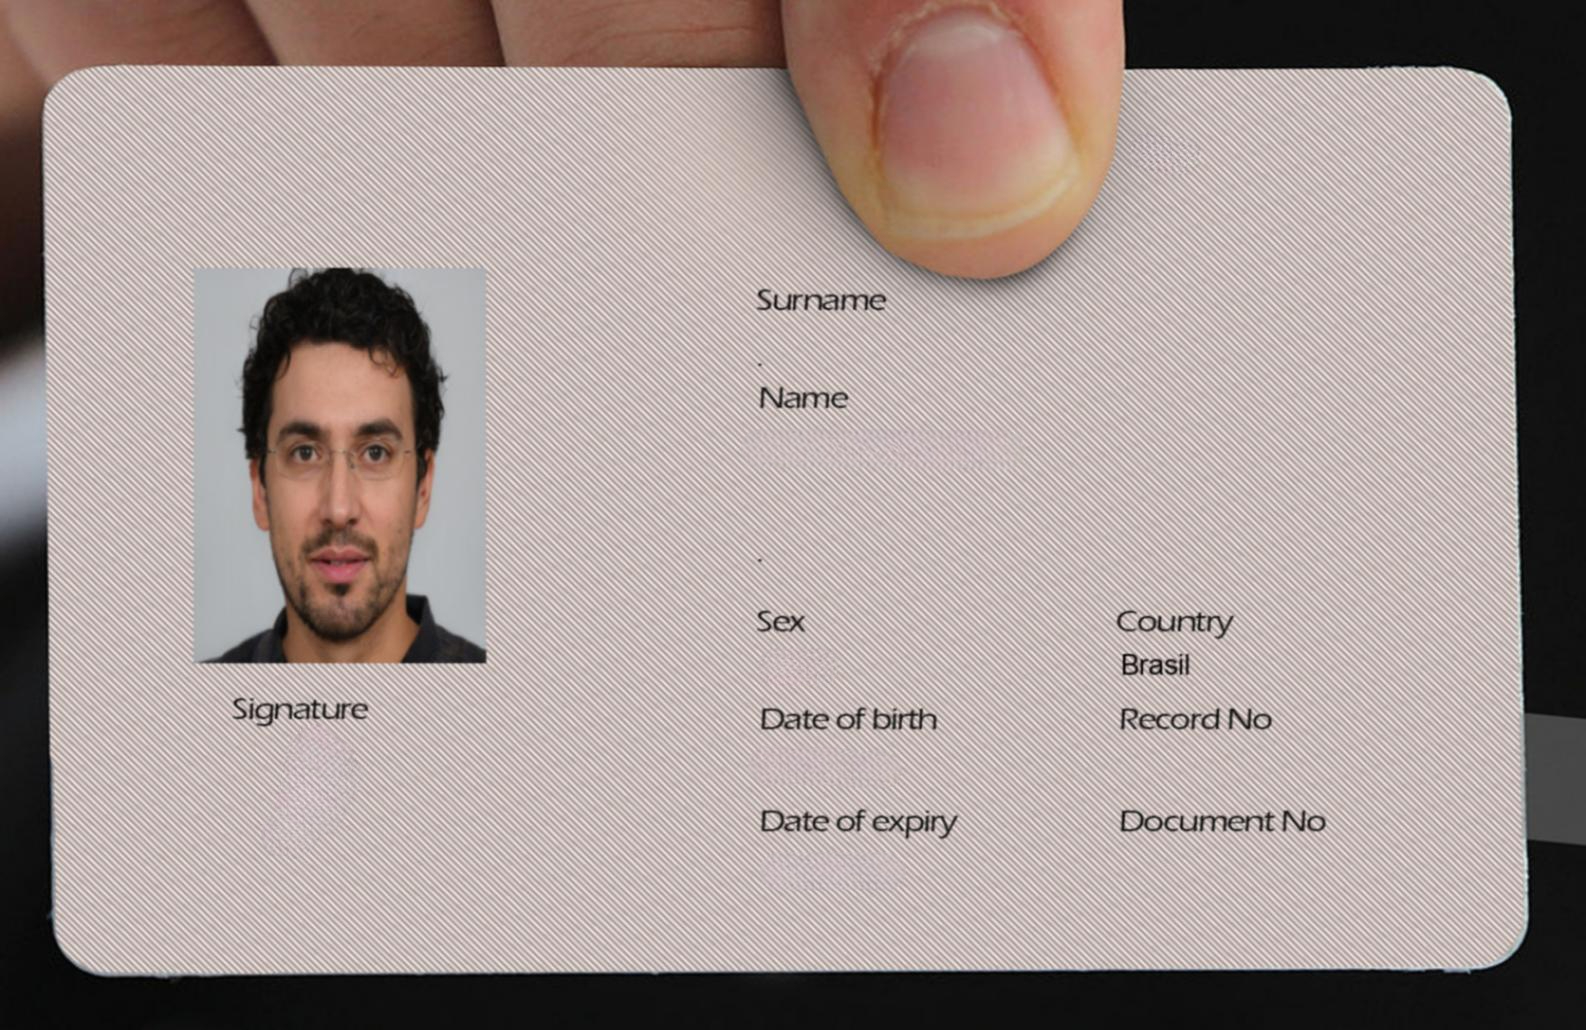 Surname
.
Name
.
Sex
Country
Brasil
Date of birth
Record No
Date of expiry
Document No
Signature